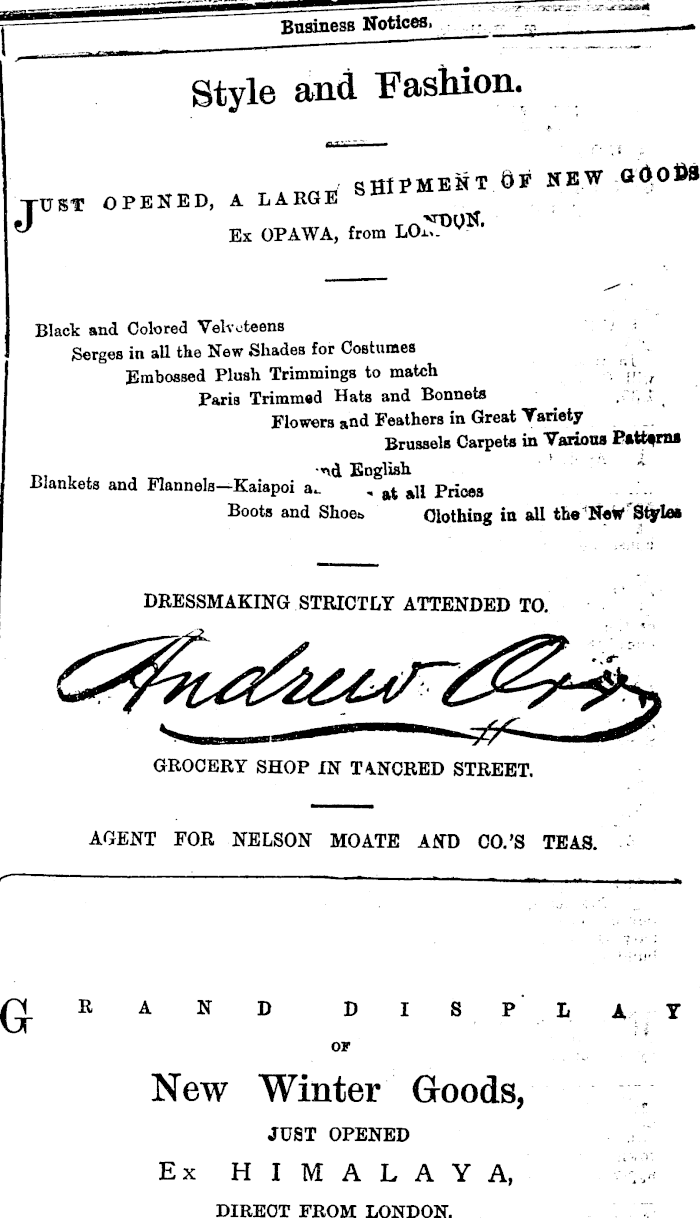 Business Notices.
Style and Fashion.
JUST OPENED, A LARGE SHIPMENT OF NEW GOODS
Ex OPAWA, from LONDON.
Black and Colored Velveteens
Serges in all the New Shades for Costumes
Embossed Plush Trimmings to match
Paris Trimmed Hats and Bonnets
Flowers and Feathers in Great Variety
Brussels Carpets in Various Patterns
Blankets and Flannels—Kaiapoi and English at all Prices
Boots and Shoes Clothing in all the New Styles
DRESSMAKING STRICTLY ATTENDED TO.
Andrew Orr
GROCERY SHOP IN TANCRED STREET.
AGENT FOR NELSON MOATE AND CO.'S TEAS.
GRAND DISPLAY
OF
New Winter Goods,
JUST OPENED
Ex HIMALAYA,
DIRECT FROM LONDON.